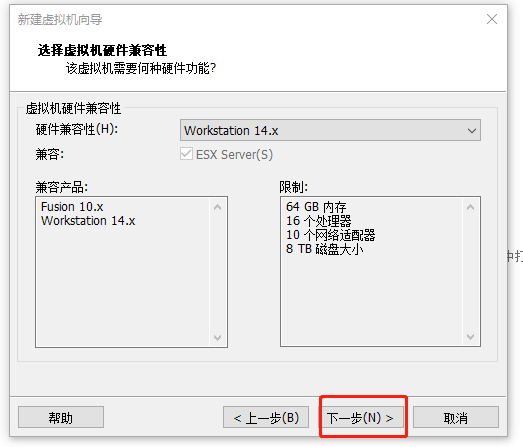 新建虚拟机向导
选择虚拟机硬件兼容性
该虚拟机需要何种硬件功能?
虚拟机硬件兼容性
硬件兼容性(H): Workstation 14.x
兼容: ESX Server(S)
兼容产品:
Fusion 10.x
Workstation 14.x
限制:
64 GB 内存
16 个处理器
10 个网络适配器
8 TB 磁盘大小
帮助 < 上一步(B) 下一步(N) > 取消